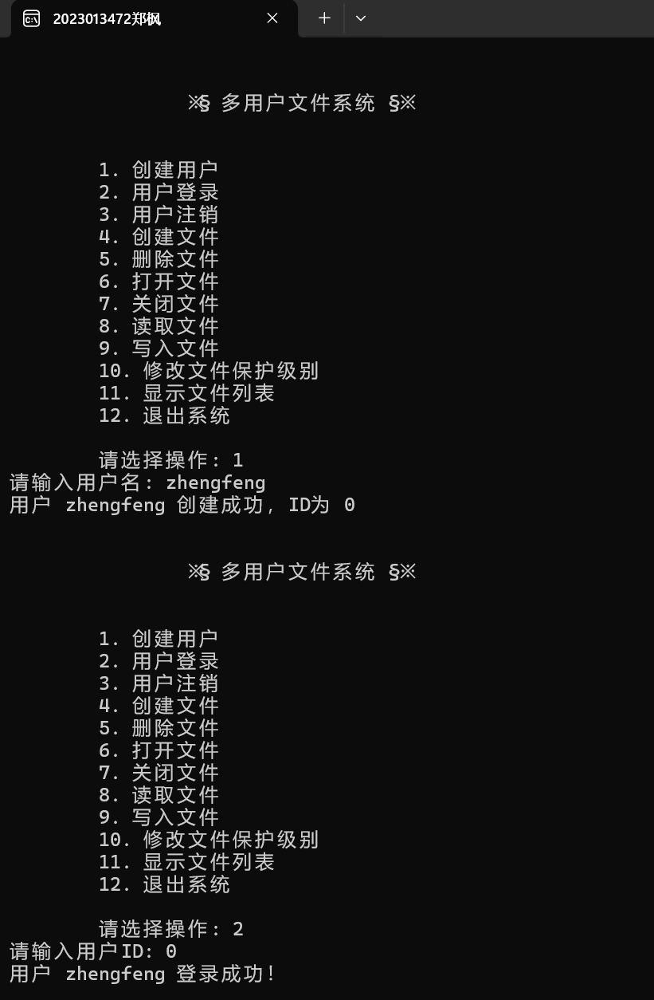 2023013472郑枫
※§ 多用户文件系统 §※
1. 创建用户
2. 用户登录
3. 用户注销
4. 创建文件
5. 删除文件
6. 打开文件
7. 关闭文件
8. 读取文件
9. 写入文件
10. 修改文件保护级别
11. 显示文件列表
12. 退出系统
请选择操作: 1
请输入用户名: zhengfeng
用户 zhengfeng 创建成功, ID为 0
※§ 多用户文件系统 §※
1. 创建用户
2. 用户登录
3. 用户注销
4. 创建文件
5. 删除文件
6. 打开文件
7. 关闭文件
8. 读取文件
9. 写入文件
10. 修改文件保护级别
11. 显示文件列表
12. 退出系统
请选择操作: 2
请输入用户ID: 0
用户 zhengfeng 登录成功!